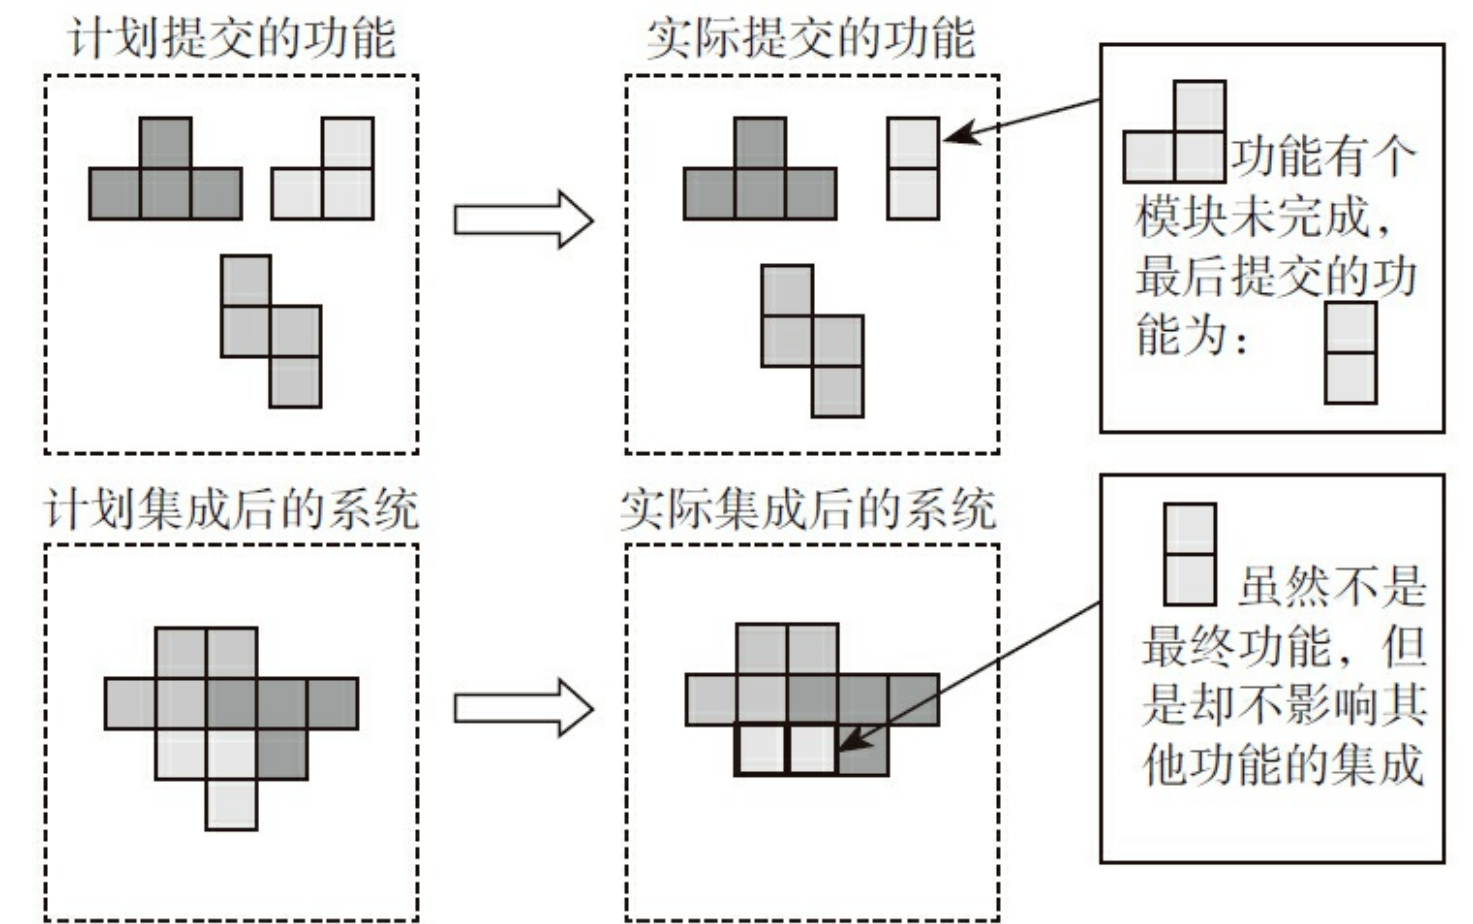 计划提交的功能
实际提交的功能
功能有个
模块未完成，
最后提交的功
能为：
计划集成后的系统
实际集成后的系统
虽然不是
最终功能，但
是却不影响其
他功能的集成